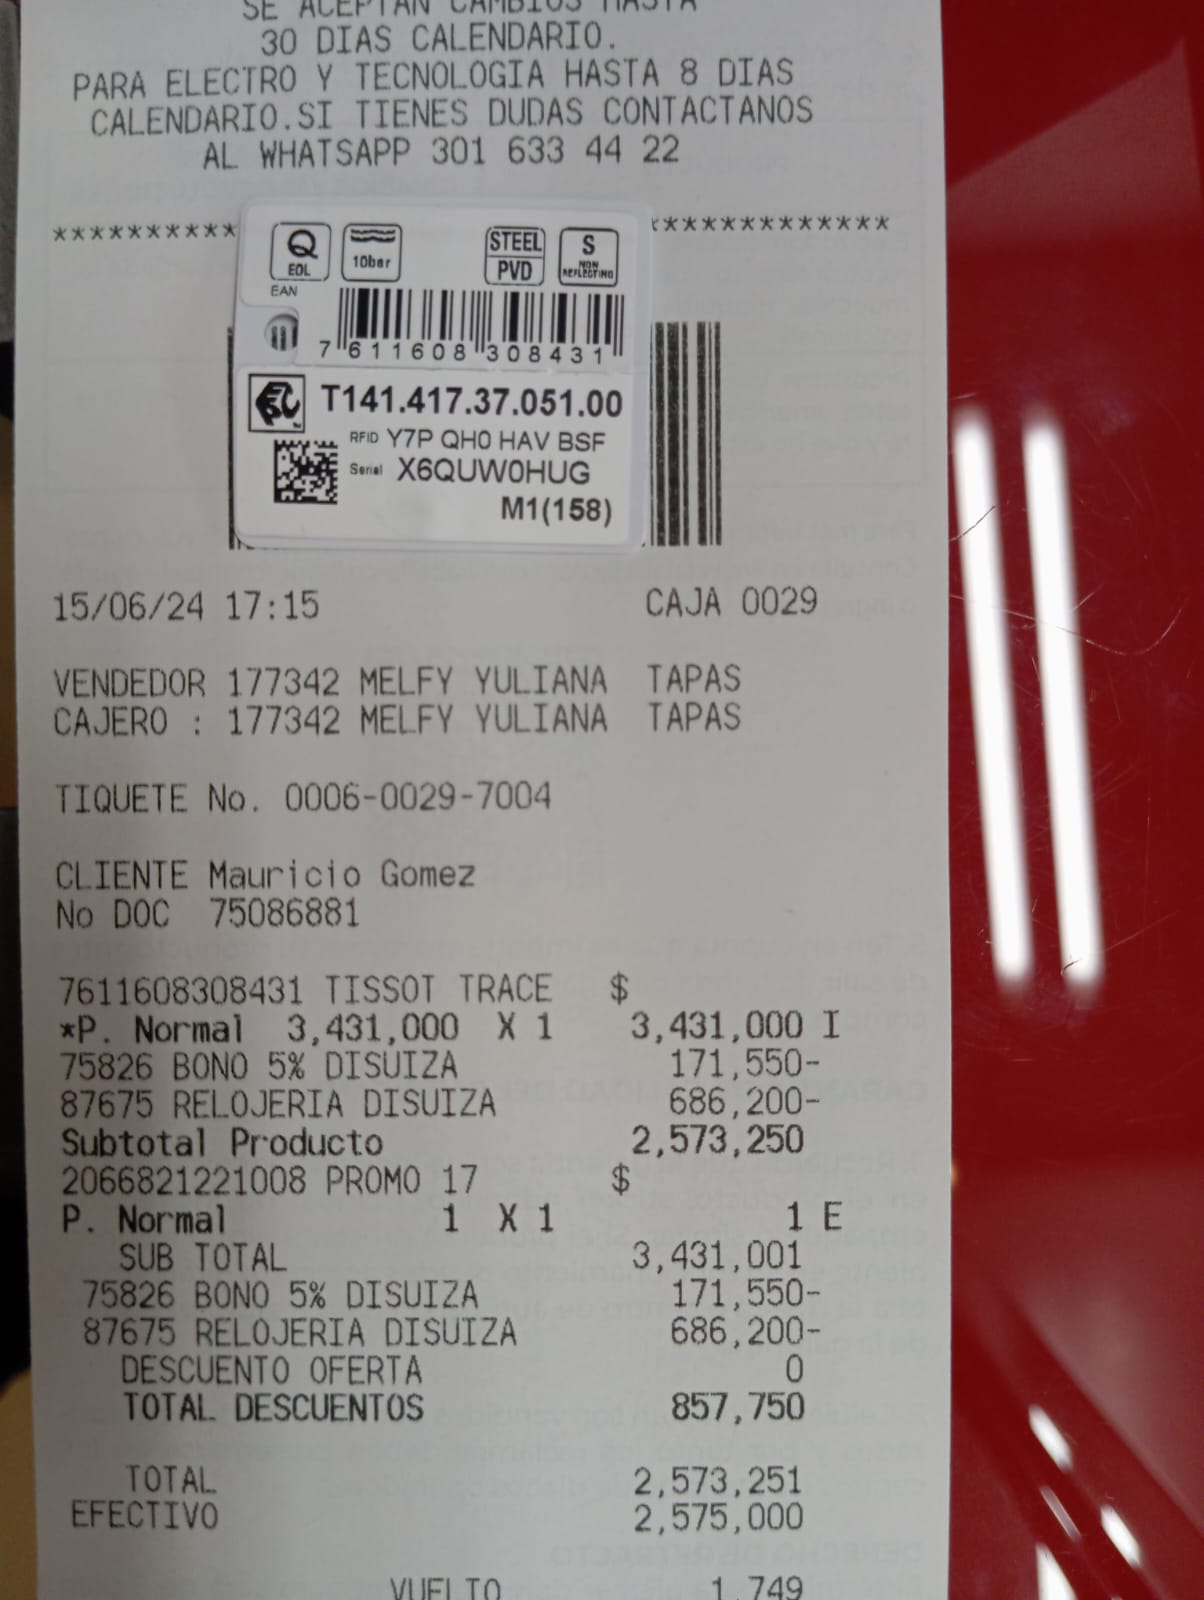 SE ACEPTAN CAMBIOS HASTA
30 DIAS CALENDARIO.
PARA ELECTRO Y TECNOLOGIA HASTA 8 DIAS
CALENDARIO.SI TIENES DUDAS CONTACTANOS
AL WHATSAPP 301 633 44 22
********** *************
Q
EOL
10bar
STEEL
PVD
S
NON
REFLECTING
EAN
7 611608 308431
T141.417.37.051.00
RFID Y7P QH0 HAV BSF
Serial X6QUW0HUG
M1(158)
15/06/24 17:15 CAJA 0029
VENDEDOR 177342 MELFY YULIANA TAPAS
CAJERO : 177342 MELFY YULIANA TAPAS
TIQUETE No. 0006-0029-7004
CLIENTE Mauricio Gomez
No DOC 75086881
7611608308431 TISSOT TRACE $
*P. Normal 3,431,000 X 1 3,431,000 I
75826 BONO 5% DISUIZA 171,550-
87675 RELOJERIA DISUIZA 686,200-
Subtotal Producto 2,573,250
2066821221008 PROMO 17 $
P. Normal 1 X 1 1 E
SUB TOTAL 3,431,001
75826 BONO 5% DISUIZA 171,550-
87675 RELOJERIA DISUIZA 686,200-
DESCUENTO OFERTA 0
TOTAL DESCUENTOS 857,750
TOTAL 2,573,251
EFECTIVO 2,575,000
VUELTO 1,749